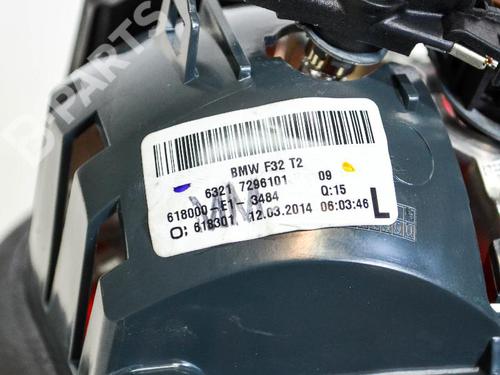 B-PARTS
BMW F32 T2
6321 7296101 09
618000-E1-3484 Q:15
O: 618301 12.03.2014 06:03:46 L